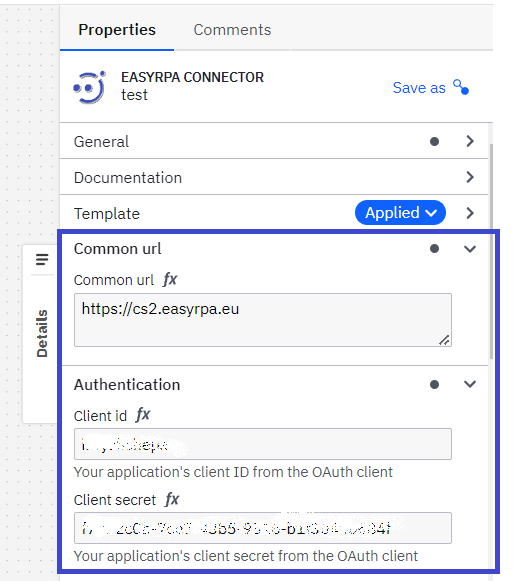 Properties Comments
EASYRPA CONNECTOR
test
Save as
General
Documentation
Template Applied
Common url
Common url fx
https://cs2.easyrpa.eu
Details
Authentication
Client id fx
Your application's client ID from the OAuth client
Client secret fx
Your application's client secret from the OAuth client